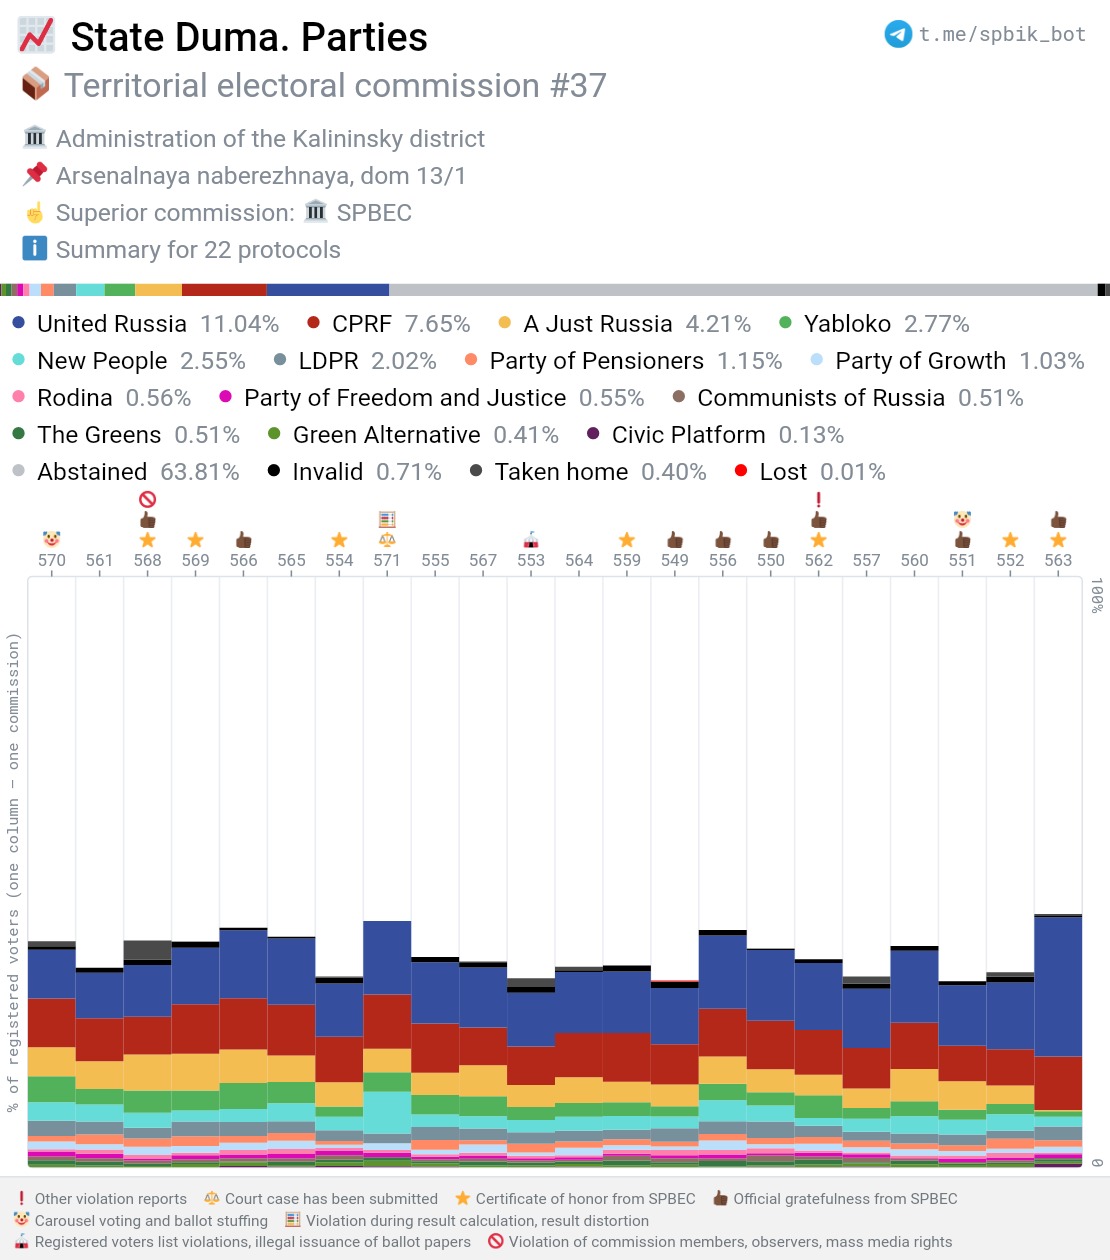 State Duma. Parties
t.me/spbik_bot
Territorial electoral commission #37
Administration of the Kalininsky district
Arsenalnaya naberezhnaya, dom 13/1
Superior commission: SPBEC
Summary for 22 protocols
United Russia 11.04% CPRF 7.65% A Just Russia 4.21% Yabloko 2.77%
New People 2.55% LDPR 2.02% Party of Pensioners 1.15% Party of Growth 1.03%
Rodina 0.56% Party of Freedom and Justice 0.55% Communists of Russia 0.51%
The Greens 0.51% Green Alternative 0.41% Civic Platform 0.13%
Abstained 63.81% Invalid 0.71% Taken home 0.40% Lost 0.01%
570 561 568 569 566 565 554 571 555 567 553 564 559 549 556 550 562 557 560 551 552 563
100%
% of registered voters (one column – one commission)
0
Other violation reports Court case has been submitted Certificate of honor from SPBEC Official gratefulness from SPBEC
Carousel voting and ballot stuffing Violation during result calculation, result distortion
Registered voters list violations, illegal issuance of ballot papers Violation of commission members, observers, mass media rights